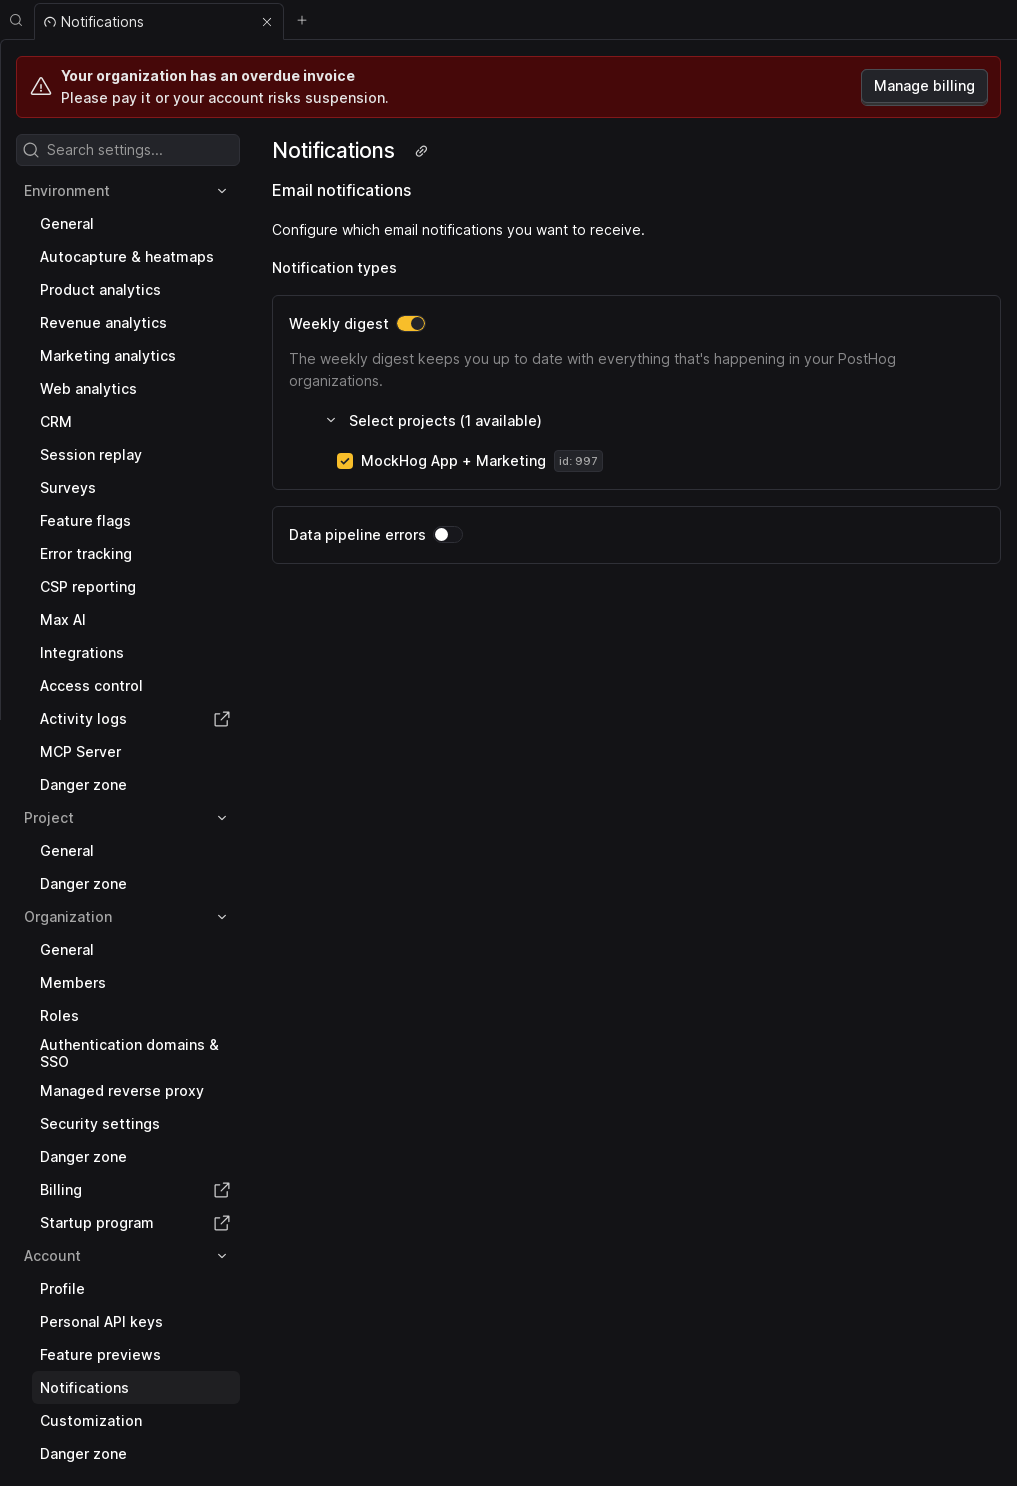 Notifications
Your organization has an overdue invoice
Please pay it or your account risks suspension.
Manage billing
Search settings...
Environment
General
Autocapture & heatmaps
Product analytics
Revenue analytics
Marketing analytics
Web analytics
CRM
Session replay
Surveys
Feature flags
Error tracking
CSP reporting
Max AI
Integrations
Access control
Activity logs
MCP Server
Danger zone
Project
General
Danger zone
Organization
General
Members
Roles
Authentication domains &
SSO
Managed reverse proxy
Security settings
Danger zone
Billing
Startup program
Account
Profile
Personal API keys
Feature previews
Notifications
Customization
Danger zone
Notifications
Email notifications
Configure which email notifications you want to receive.
Notification types
Weekly digest
The weekly digest keeps you up to date with everything that's happening in your PostHog
organizations.
Select projects (1 available)
MockHog App + Marketing id: 997
Data pipeline errors